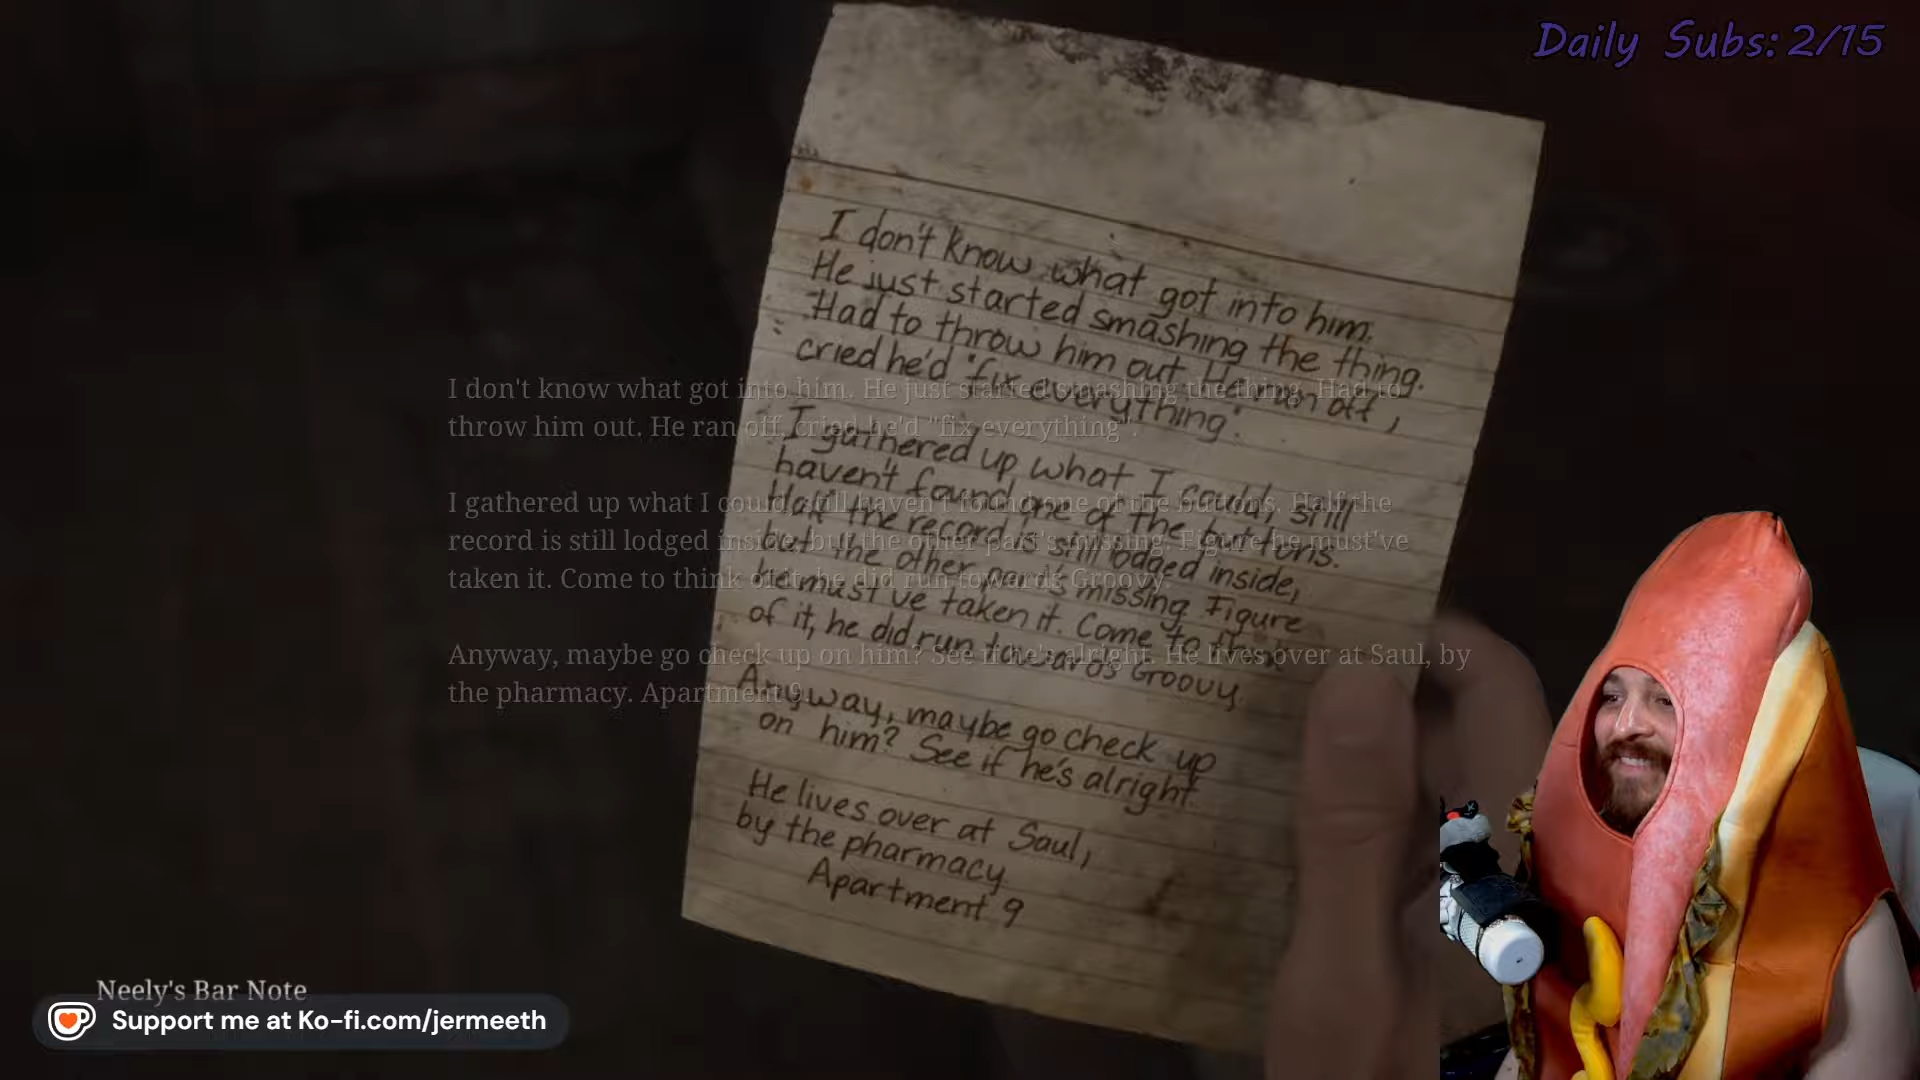 Daily Subs: 2/15
I don't know what got into him.
He just started smashing the thing.
Had to throw him out. He ran off,
cried he'd "fix everything".
I gathered up what I could, still
haven't found one of the buttons.
Half the record is still lodged inside,
but the other part's missing. Figure
he must've taken it. Come to think
of it, he did run towards Groovy.
Anyway, maybe go check up
on him? See if he's alright.
He lives over at Saul,
by the pharmacy.
Apartment 9
I don't know what got into him. He just started smashing the thing. Had to
throw him out. He ran off, cried he'd "fix everything".
I gathered up what I could, still haven't found one of the buttons. Half the
record is still lodged inside, but the other part's missing. Figure he must've
taken it. Come to think of it, he did run towards Groovy.
Anyway, maybe go check up on him? See if he's alright. He lives over at Saul, by
the pharmacy. Apartment 9
Neely's Bar Note
Support me at Ko-fi.com/jermeeth